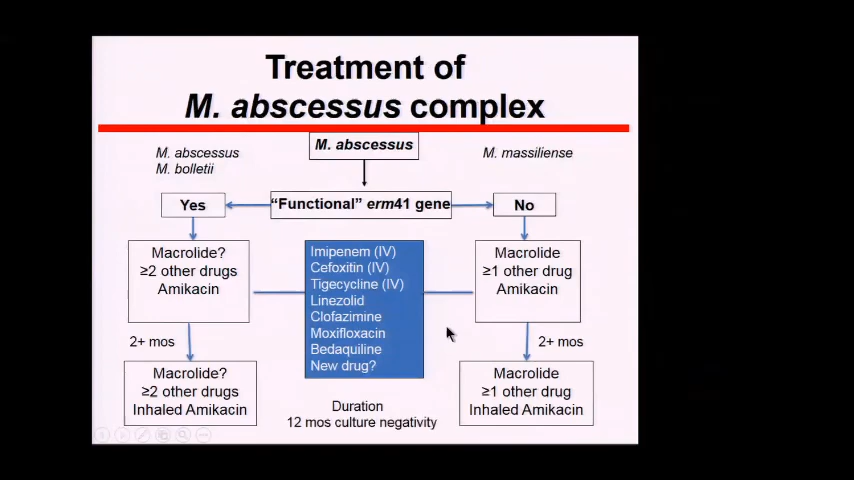 Treatment of
M. abscessus complex
M. abscessus
M. bolletii
M. abscessus
M. massiliense
Yes
"Functional" erm41 gene
No
Macrolide?
≥2 other drugs
Amikacin
Imipenem (IV)
Cefoxitin (IV)
Tigecycline (IV)
Linezolid
Clofazimine
Moxifloxacin
Bedaquiline
New drug?
Macrolide
≥1 other drug
Amikacin
2+ mos
2+ mos
Macrolide?
≥2 other drugs
Inhaled Amikacin
Macrolide
≥1 other drug
Inhaled Amikacin
Duration
12 mos culture negativity